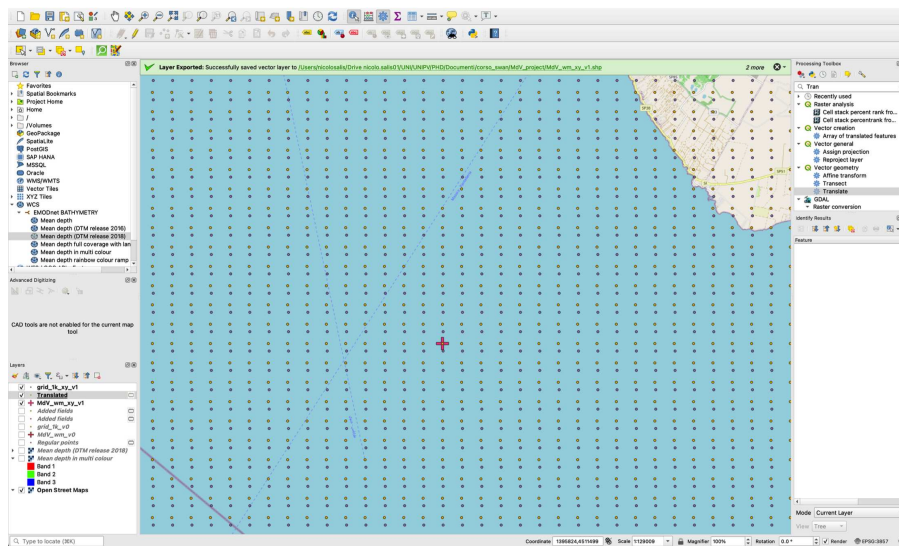 Browser
Favorites
Spatial Bookmarks
Project Home
Home
/
/Volumes
GeoPackage
SpatiaLite
PostGIS
SAP HANA
MSSQL
Oracle
WMS/WMTS
Vector Tiles
XYZ Tiles
WCS
EMODnet BATHYMETRY
Mean depth
Mean depth (DTM release 2016)
Mean depth (DTM release 2018)
Mean depth full coverage with lan
Mean depth in multi colour
Mean depth rainbow colour ramp
Advanced Digitizing
CAD tools are not enabled for the current map
tool
Layers
grid_1k_xy_v1
Translated
MdV_wm_xy_v1
Added fields
Added fields
grid_1k_v0
MdV_wm_v0
Regular points
Mean depth (DTM release 2018)
Mean depth in multi colour
Band 1
Band 2
Band 3
Open Street Maps
Layer Exported: Successfully saved vector layer to /Users/nicolosalis/Drive nicolo.salis01/UNI/UNIPV/PHD/Documenti/corso_swan/MdV_project/MdV_wm_xy_v1.shp
2 more
Processing Toolbox
Tran
Recently used
Raster analysis
Cell stack percent rank fro...
Cell stack percentrank from...
Vector creation
Array of translated features
Vector general
Assign projection
Reproject layer
Vector geometry
Affine transform
Transect
Translate
GDAL
Raster conversion
Identify Results
Feature
Mode Current Layer
View Tree
Type to locate (⌘K)
Coordinate 1395824,4511499 Scale 1:129009 Magnifier 100% Rotation 0.0° Render EPSG:3857